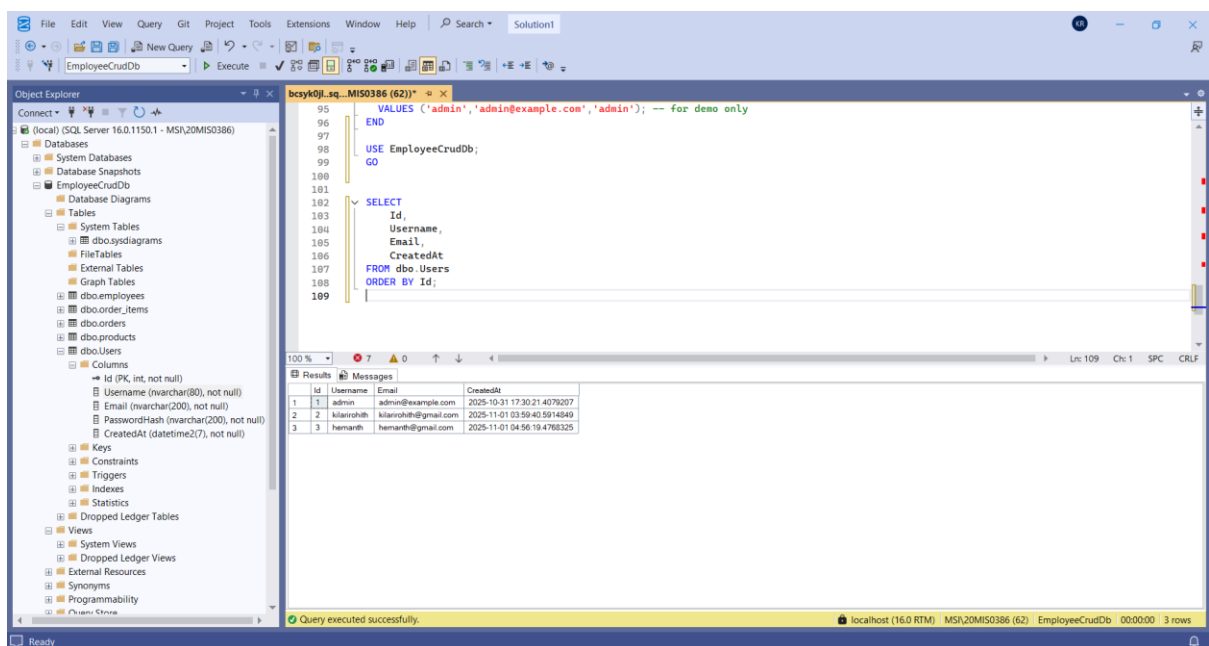 File Edit View Query Git Project Tools Extensions Window Help Search Solution1 KR
New Query
EmployeeCrudDb Execute
Object Explorer
Connect
(local) (SQL Server 16.0.1150.1 - MSI\20MIS0386)
Databases
System Databases
Database Snapshots
EmployeeCrudDb
Database Diagrams
Tables
System Tables
dbo.sysdiagrams
FileTables
External Tables
Graph Tables
dbo.employees
dbo.order_items
dbo.orders
dbo.products
dbo.Users
Columns
Id (PK, int, not null)
Username (nvarchar(80), not null)
Email (nvarchar(200), not null)
PasswordHash (nvarchar(200), not null)
CreatedAt (datetime2(7), not null)
Keys
Constraints
Triggers
Indexes
Statistics
Dropped Ledger Tables
Views
System Views
Dropped Ledger Views
External Resources
Synonyms
Programmability
Query Store
bcsyk0jl..sq...MIS0386 (62))*
95 VALUES ('admin','admin@example.com','admin'); -- for demo only
96 END
97
98 USE EmployeeCrudDb;
99 GO
100
101
102 SELECT
103 Id,
104 Username,
105 Email,
106 CreatedAt
107 FROM dbo.Users
108 ORDER BY Id;
109
100 % 7 0 Ln: 109 Ch: 1 SPC CRLF
Results Messages
Id Username Email CreatedAt
1 1 admin admin@example.com 2025-10-31 17:30:21.4079207
2 2 kilarirohith kilarirohith@gmail.com 2025-11-01 03:59:40.5914849
3 3 hemanth hemanth@gmail.com 2025-11-01 04:56:19.4768325
Query executed successfully. localhost (16.0 RTM) MSI\20MIS0386 (62) EmployeeCrudDb 00:00:00 3 rows
Ready